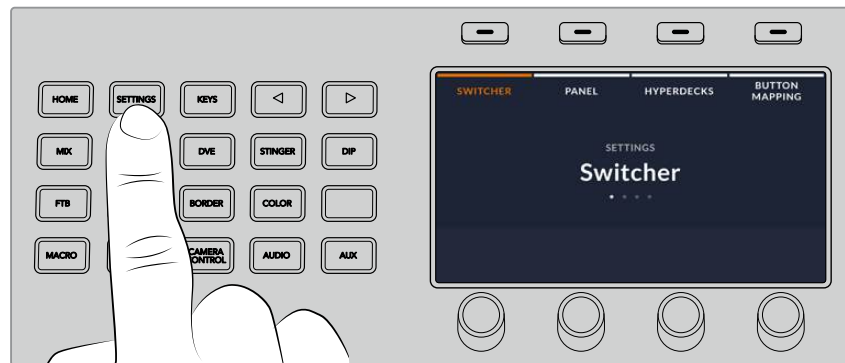 HOME SETTINGS KEYS
MIX DVE STINGER DIP
FTB BORDER COLOR
MACRO CAMERA CONTROL AUDIO AUX
SWITCHER PANEL HYPERDECKS BUTTON MAPPING
SETTINGS
Switcher